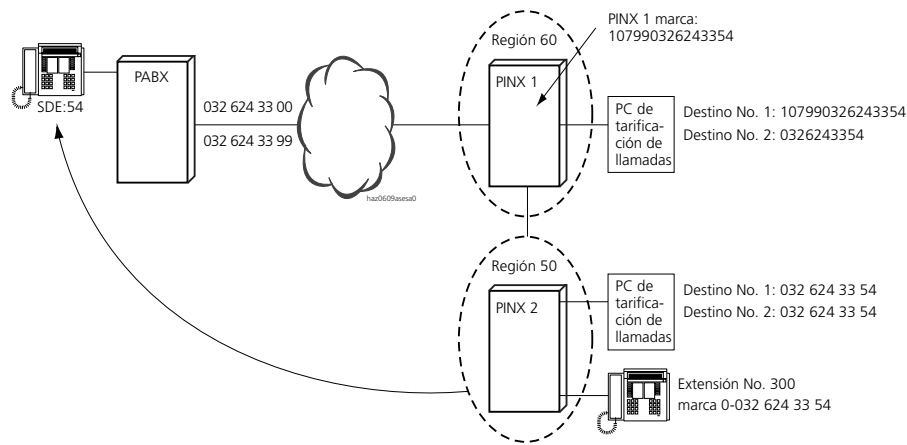 PINX 1 marca:
107990326243354
Región 60
PABX
PINX 1
SDE:54
032 624 33 00
032 624 33 99
PC de
tarifica-
ción de
llamadas
Destino No. 1: 107990326243354
Destino No. 2: 0326243354
haz0609asesa0
Región 50
PINX 2
PC de
tarifica-
ción de
llamadas
Destino No. 1: 032 624 33 54
Destino No. 2: 032 624 33 54
Extensión No. 300
marca 0-032 624 33 54